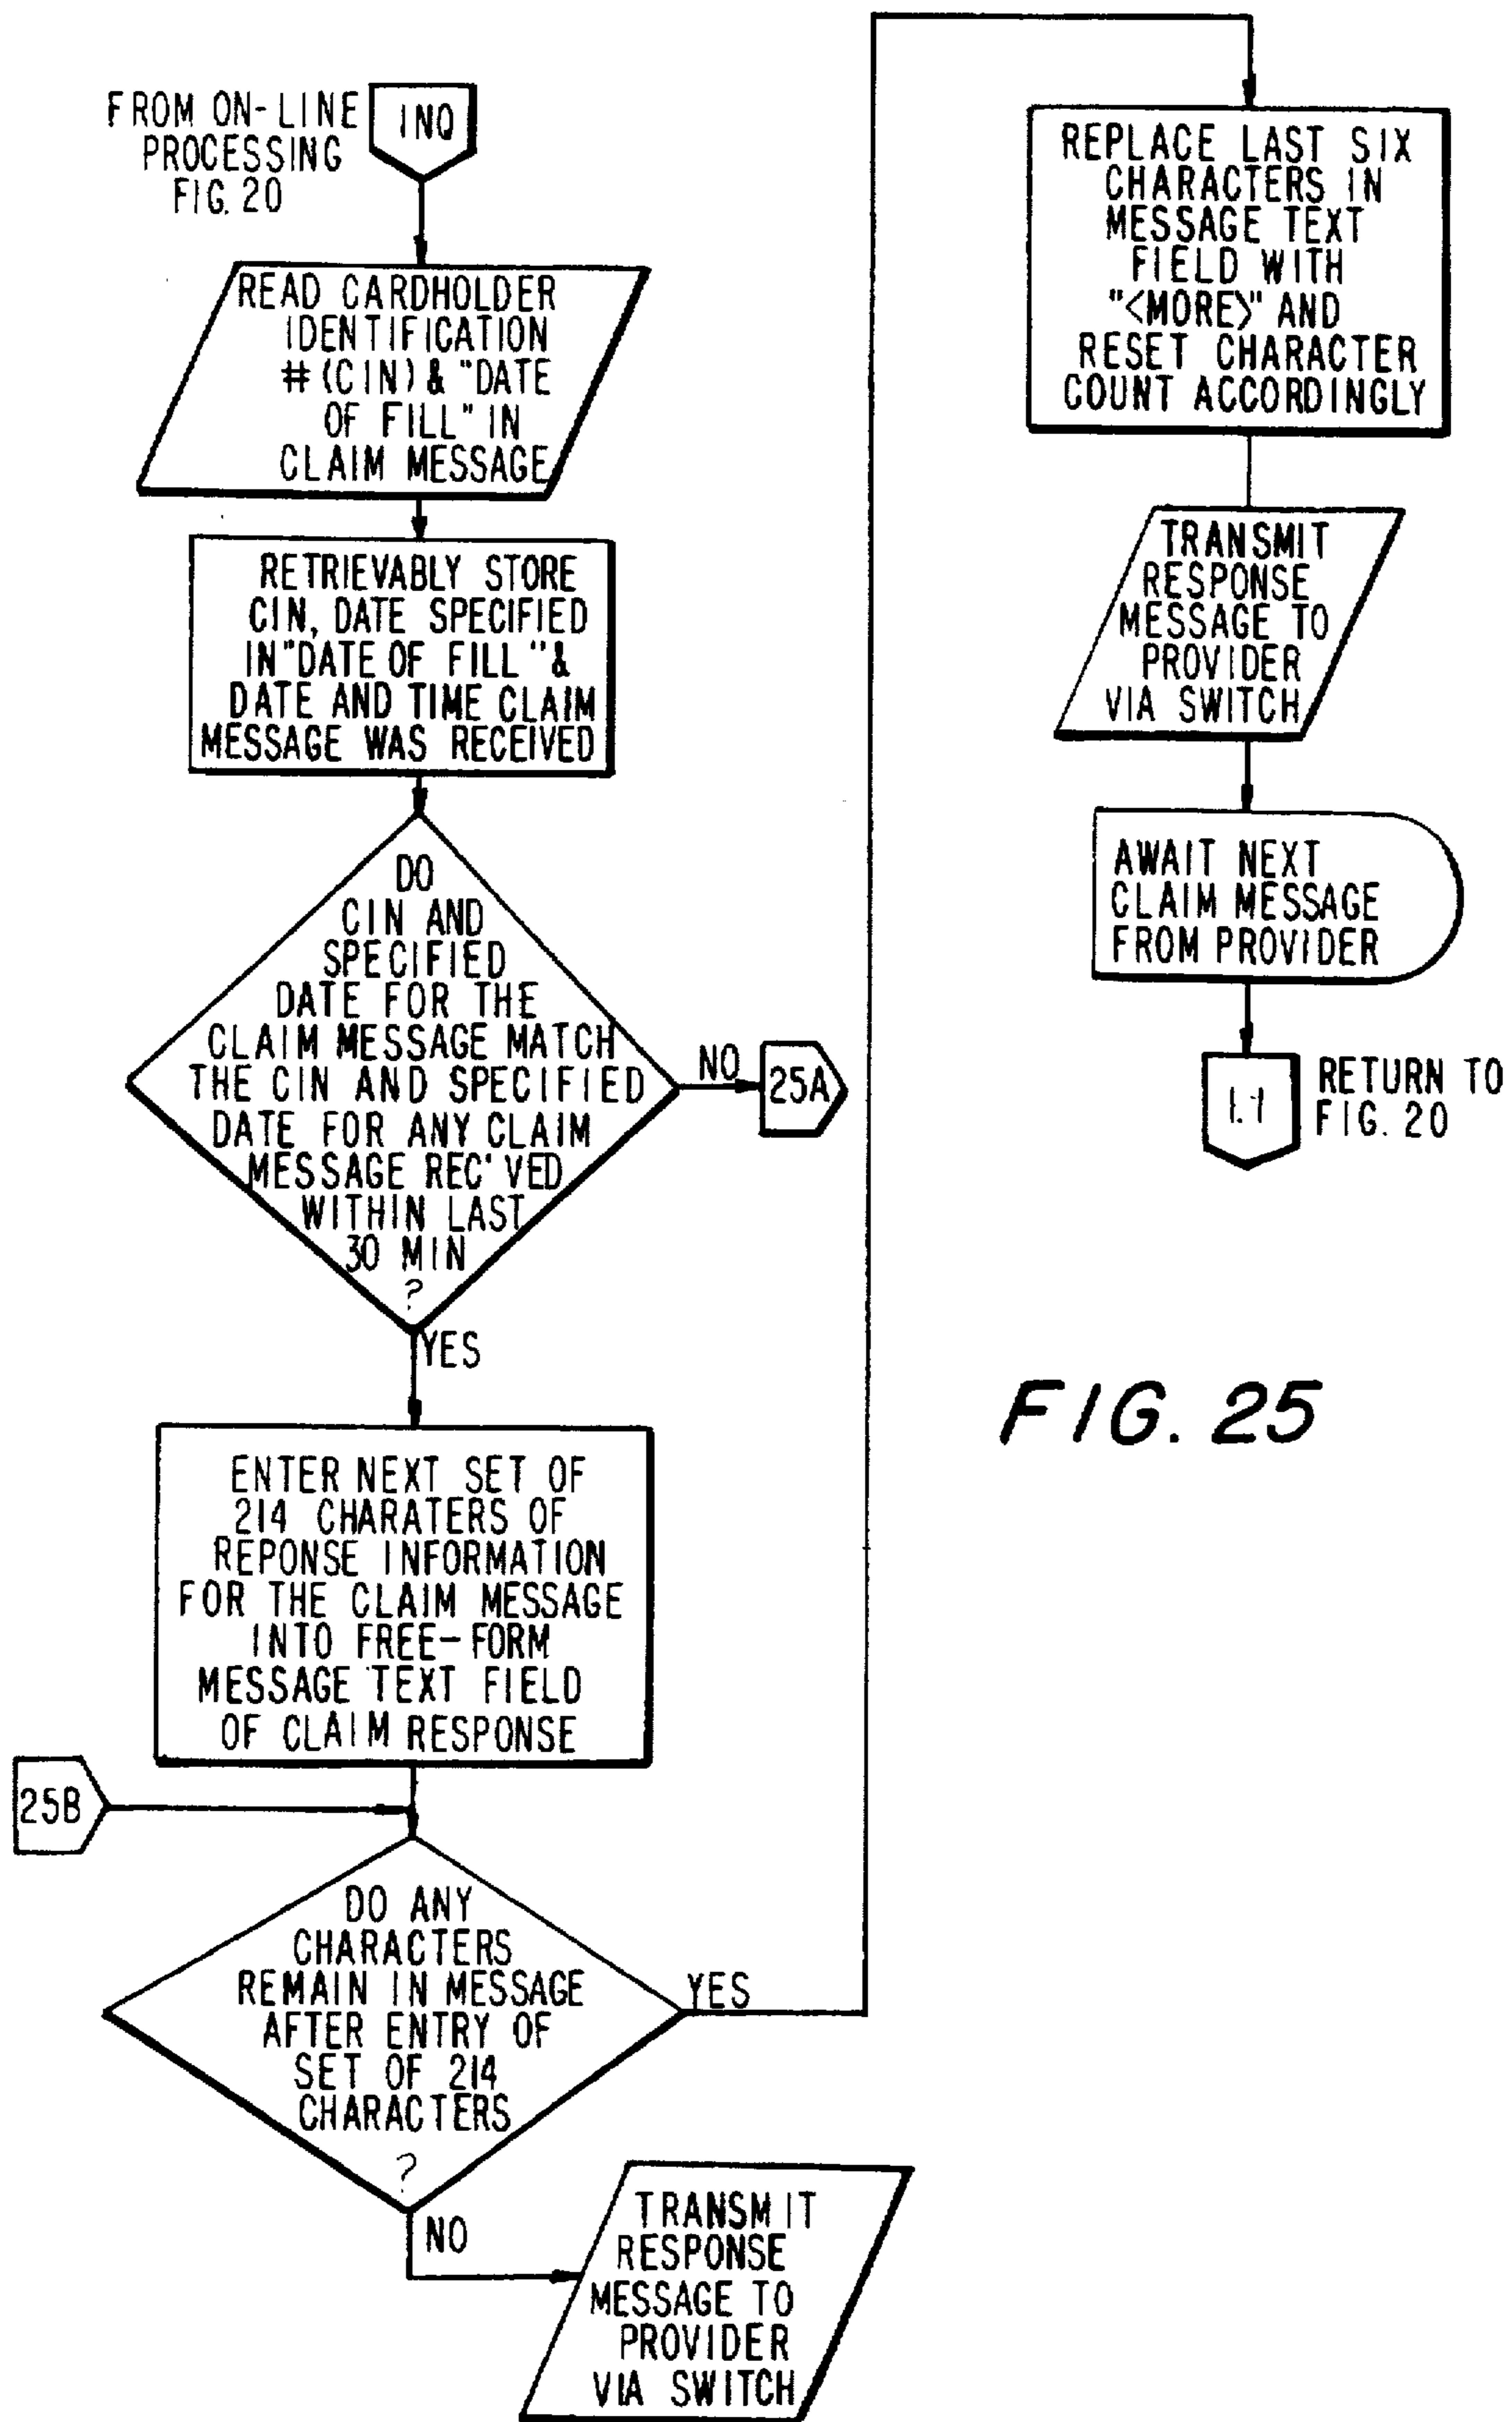 FROM ON-LINE
PROCESSING
FIG. 20
INQ
READ CARDHOLDER
IDENTIFICATION
# (CIN) & "DATE
OF FILL" IN
CLAIM MESSAGE
RETRIEVABLY STORE
CIN, DATE SPECIFIED
IN "DATE OF FILL" &
DATE AND TIME CLAIM
MESSAGE WAS RECEIVED
DO
CIN AND
SPECIFIED
DATE FOR THE
CLAIM MESSAGE MATCH
THE CIN AND SPECIFIED
DATE FOR ANY CLAIM
MESSAGE REC'VED
WITHIN LAST
30 MIN
?
NO
25A
YES
ENTER NEXT SET OF
214 CHARATERS OF
REPONSE INFORMATION
FOR THE CLAIM MESSAGE
INTO FREE-FORM
MESSAGE TEXT FIELD
OF CLAIM RESPONSE
25B
DO ANY
CHARACTERS
REMAIN IN MESSAGE
AFTER ENTRY OF
SET OF 214
CHARACTERS
?
YES
NO
TRANSMIT
RESPONSE
MESSAGE TO
PROVIDER
VIA SWITCH
REPLACE LAST SIX
CHARACTERS IN
MESSAGE TEXT
FIELD WITH
"<MORE>" AND
RESET CHARACTER
COUNT ACCORDINGLY
TRANSMIT
RESPONSE
MESSAGE TO
PROVIDER
VIA SWITCH
AWAIT NEXT
CLAIM MESSAGE
FROM PROVIDER
1.1
RETURN TO
FIG. 20
FIG. 25